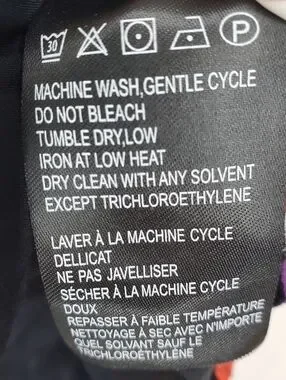 30 P
MACHINE WASH,GENTLE CYCLE
DO NOT BLEACH
TUMBLE DRY,LOW
IRON AT LOW HEAT
DRY CLEAN WITH ANY SOLVENT
EXCEPT TRICHLOROETHYLENE
LAVER À LA MACHINE CYCLE
DELLICAT
NE PAS JAVELLISER
SÉCHER À LA MACHINE CYCLE
DOUX
REPASSER À FAIBLE TEMPÉRATURE
NETTOYAGE À SEC AVEC N'IMPORTE
QUEL SOLVANT SAUF LE
TRICHLOROÉTHYLÈNE